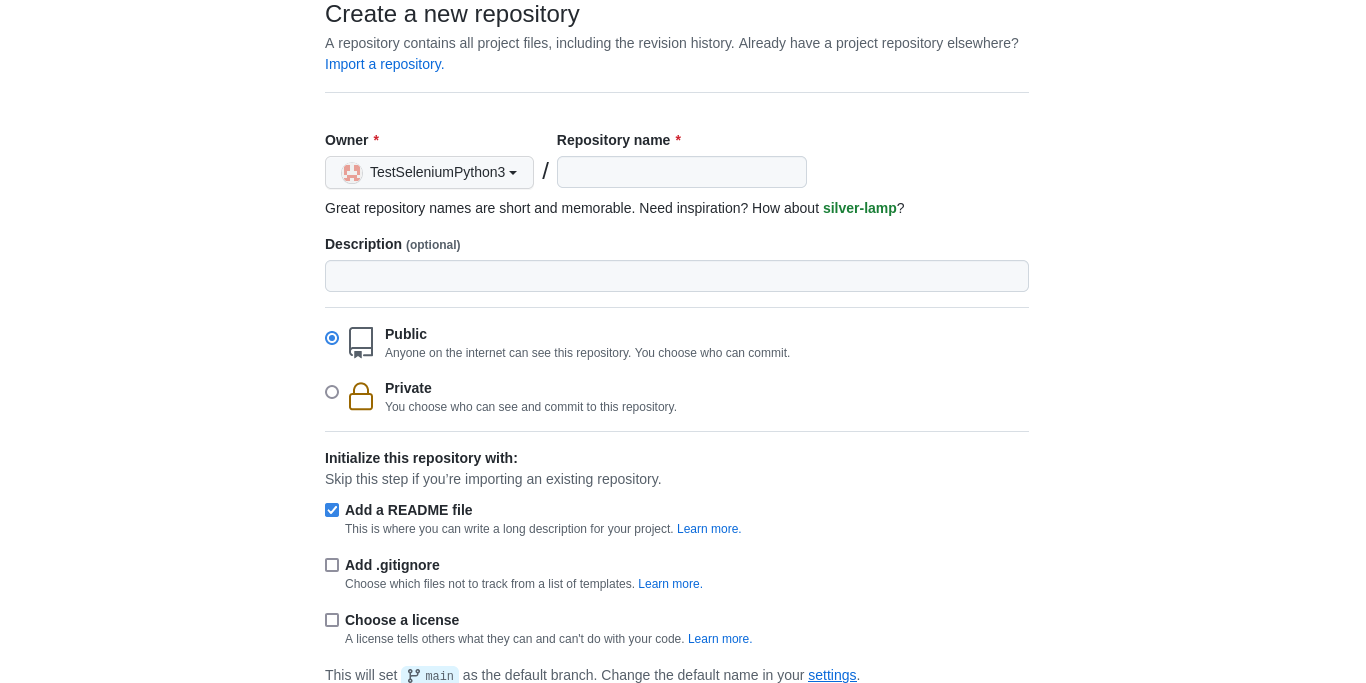 Create a new repository
A repository contains all project files, including the revision history. Already have a project repository elsewhere?
Import a repository.
Owner * Repository name *
TestSeleniumPython3 /
Great repository names are short and memorable. Need inspiration? How about silver-lamp?
Description (optional)
Public
Anyone on the internet can see this repository. You choose who can commit.
Private
You choose who can see and commit to this repository.
Initialize this repository with:
Skip this step if you’re importing an existing repository.
Add a README file
This is where you can write a long description for your project. Learn more.
Add .gitignore
Choose which files not to track from a list of templates. Learn more.
Choose a license
A license tells others what they can and can't do with your code. Learn more.
This will set main as the default branch. Change the default name in your settings.